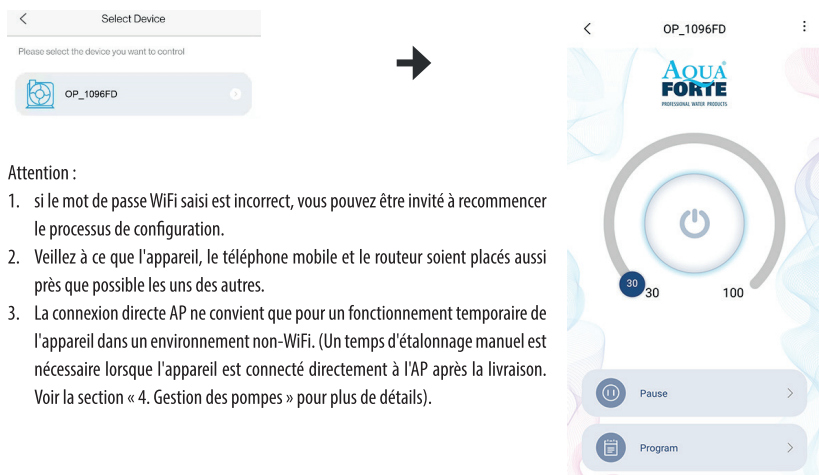 Select Device
Please select the device you want to control
OP_1096FD
Attention :
1. si le mot de passe WiFi saisi est incorrect, vous pouvez être invité à recommencer
le processus de configuration.
2. Veillez à ce que l'appareil, le téléphone mobile et le routeur soient placés aussi
près que possible les uns des autres.
3. La connexion directe AP ne convient que pour un fonctionnement temporaire de
l'appareil dans un environnement non-WiFi. (Un temps d'étalonnage manuel est
nécessaire lorsque l'appareil est connecté directement à l'AP après la livraison.
Voir la section « 4. Gestion des pompes » pour plus de détails).
OP_1096FD
AQUA
FORTE
PROFESSIONAL WATER PRODUCTS
30
30 100
Pause
Program